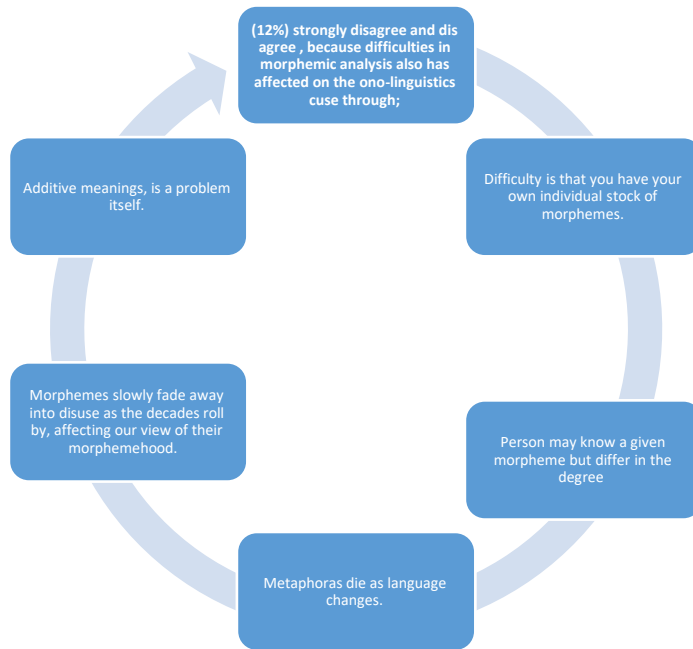 (12%) strongly disagree and dis
agree , because difficulties in
morphemic analysis also has
affected on the ono-linguistics
cuse through;
Difficulty is that you have your
own individual stock of
morphemes.
Person may know a given
morpheme but differ in the
degree
Metaphoras die as language
changes.
Morphemes slowly fade away
into disuse as the decades roll
by, affecting our view of their
morphemehood.
Additive meanings, is a problem
itself.